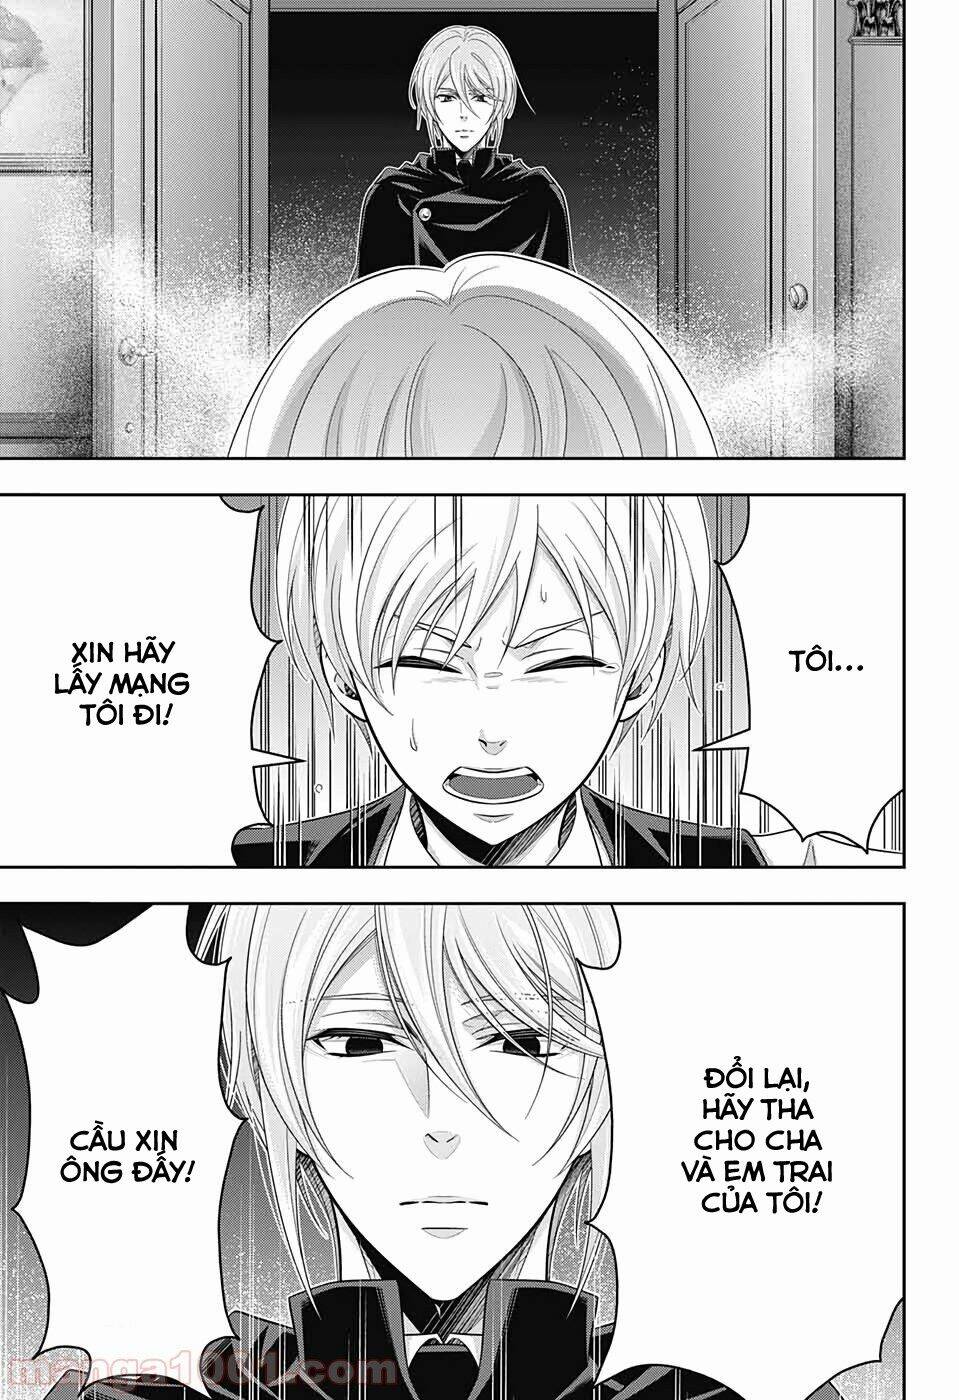 TÔI...
XIN HÃY
LẤY MẠNG
TÔI ĐI!
ĐỔI LẠI,
HÃY THA
CHO CHA
VÀ EM TRAI
CỦA TÔI!
CẦU XIN
ÔNG ĐẤY!
manga1001.com